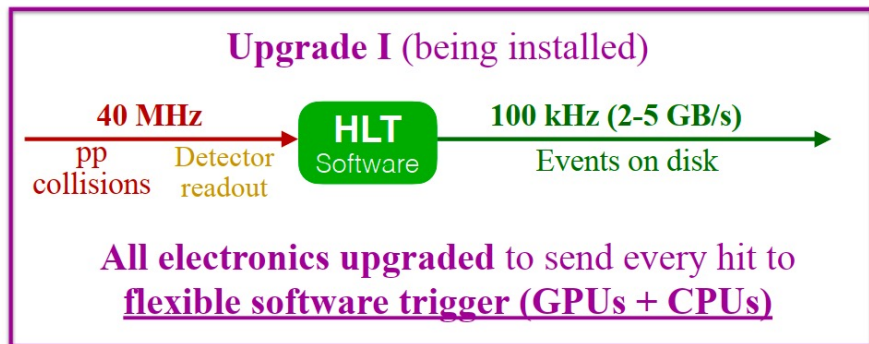 Upgrade I (being installed)
40 MHz
pp
collisions
Detector
readout
HLT
Software
100 kHz (2-5 GB/s)
Events on disk
All electronics upgraded to send every hit to
flexible software trigger (GPUs + CPUs)